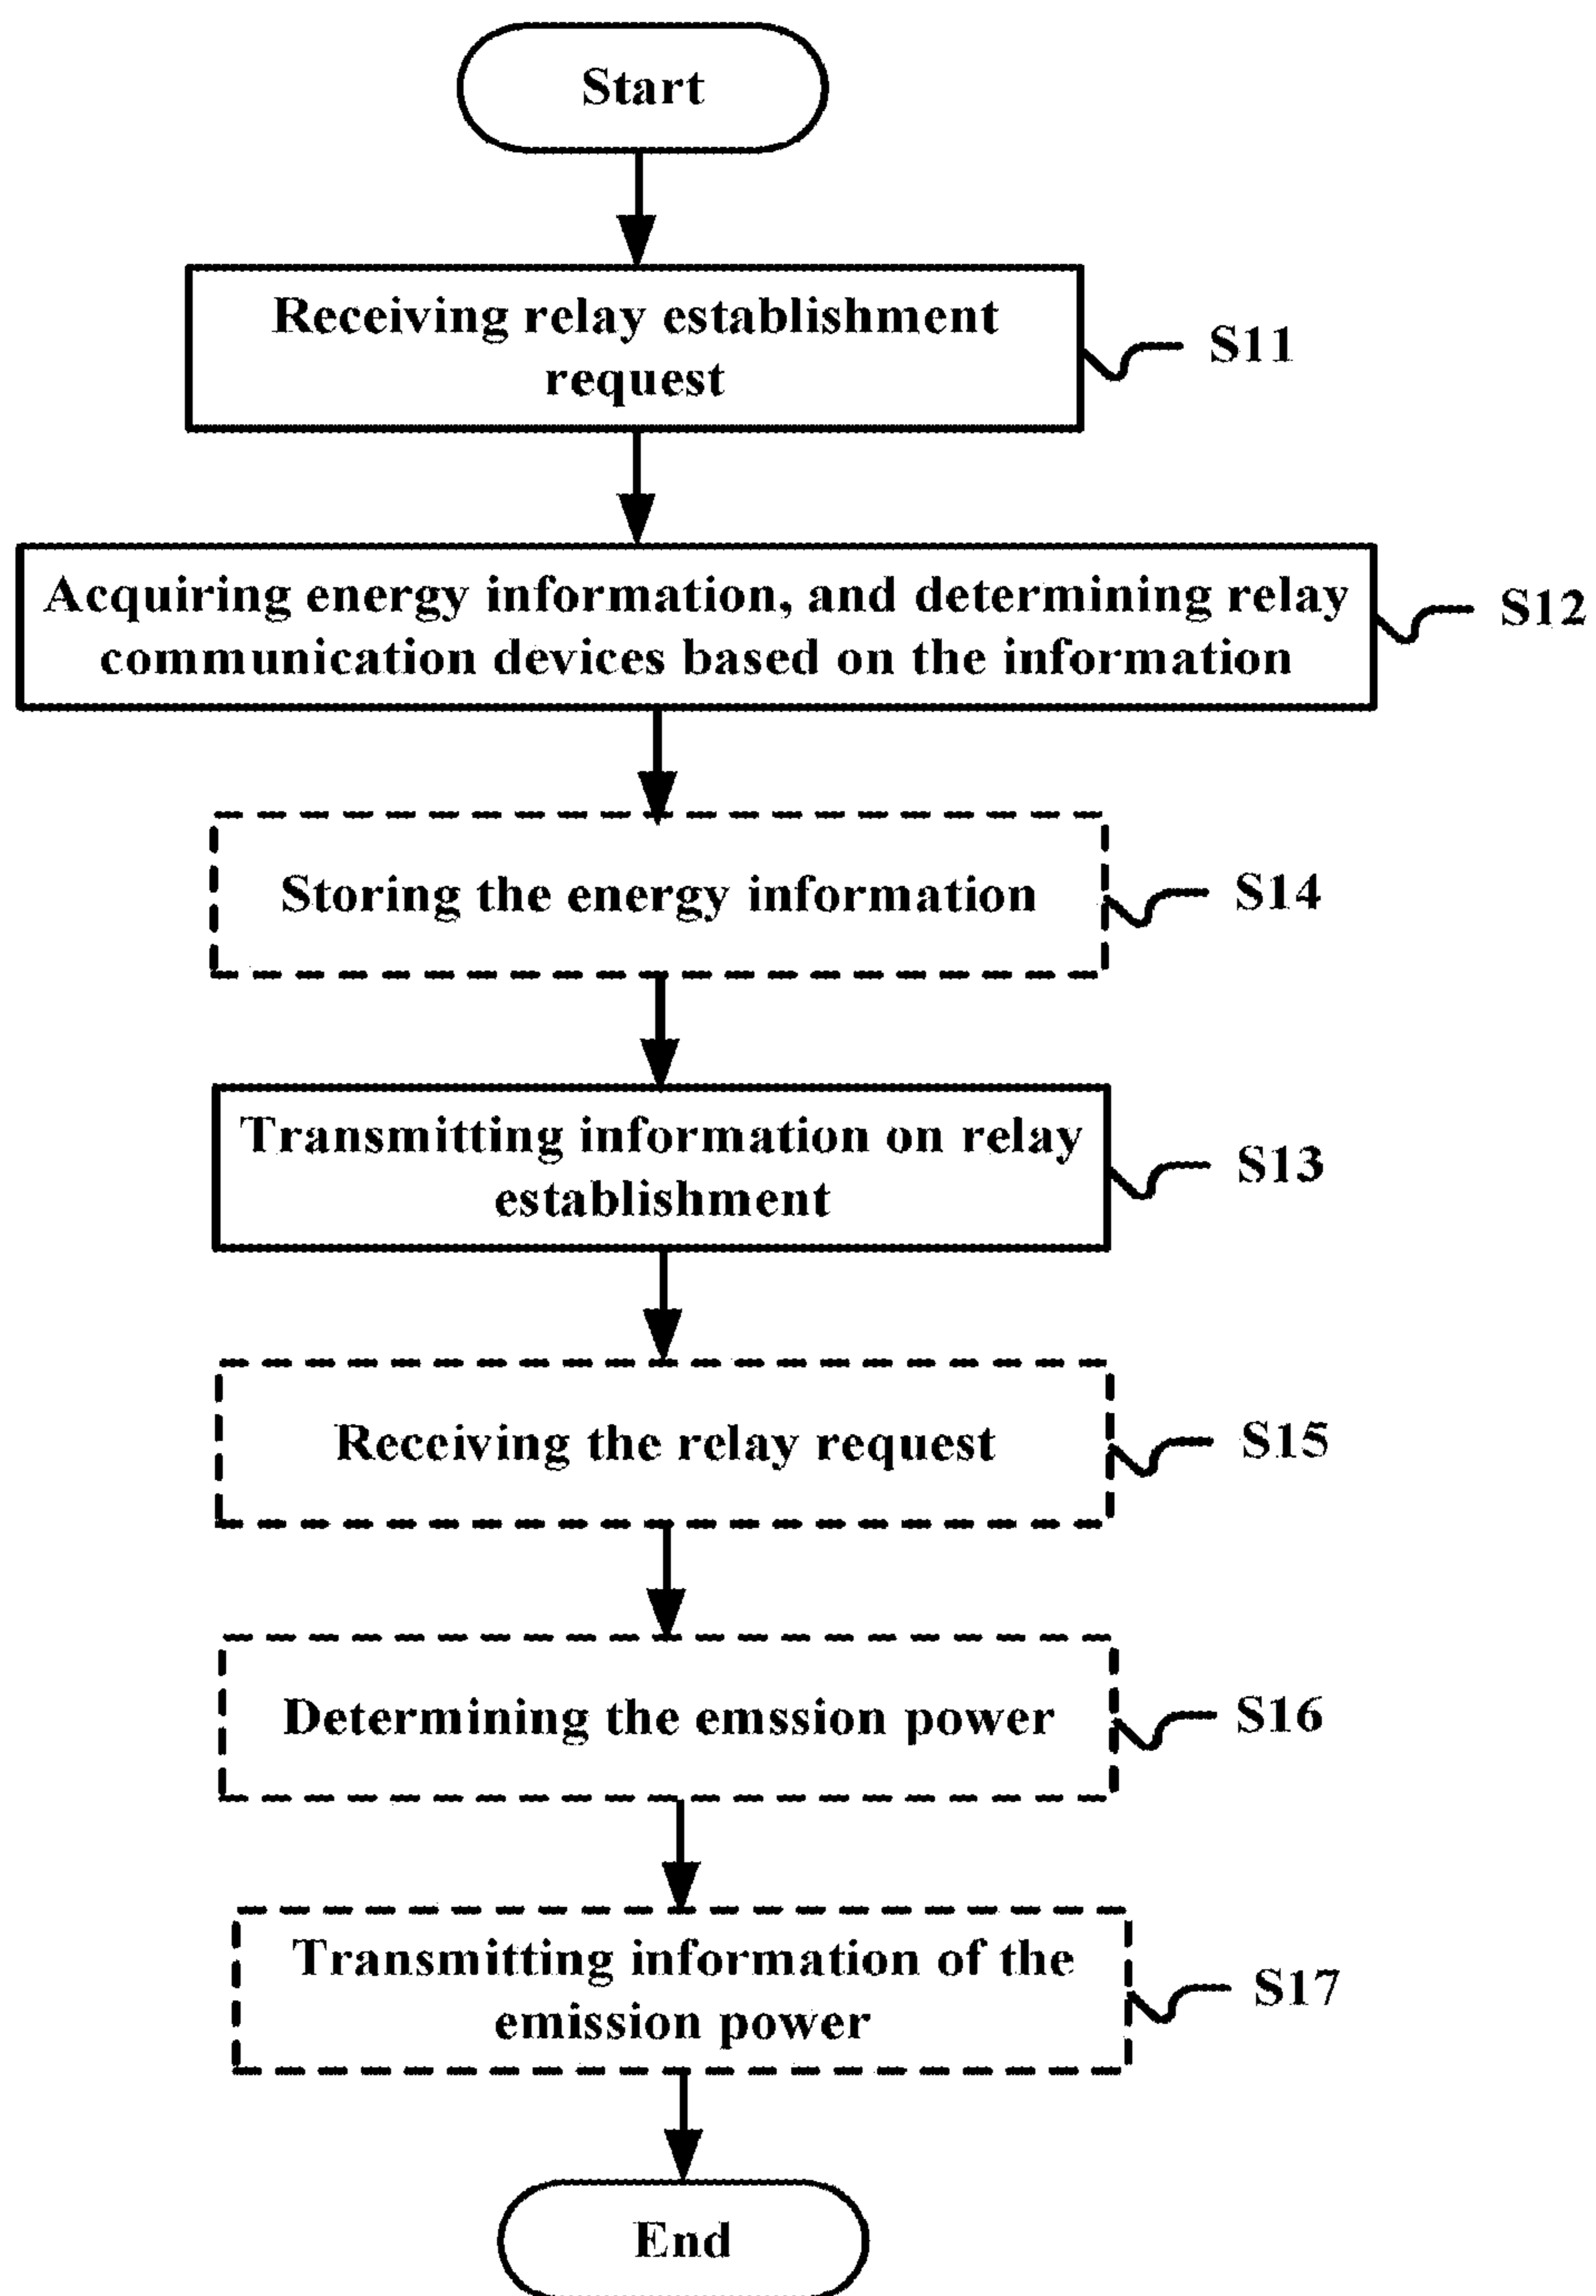 Start
Receiving relay establishment
request
S11
Acquiring energy information, and determining relay
communication devices based on the information
S12
Storing the energy information
S14
Transmitting information on relay
establishment
S13
Receiving the relay request
S15
Determining the emssion power
S16
Transmitting information of the
emission power
S17
End